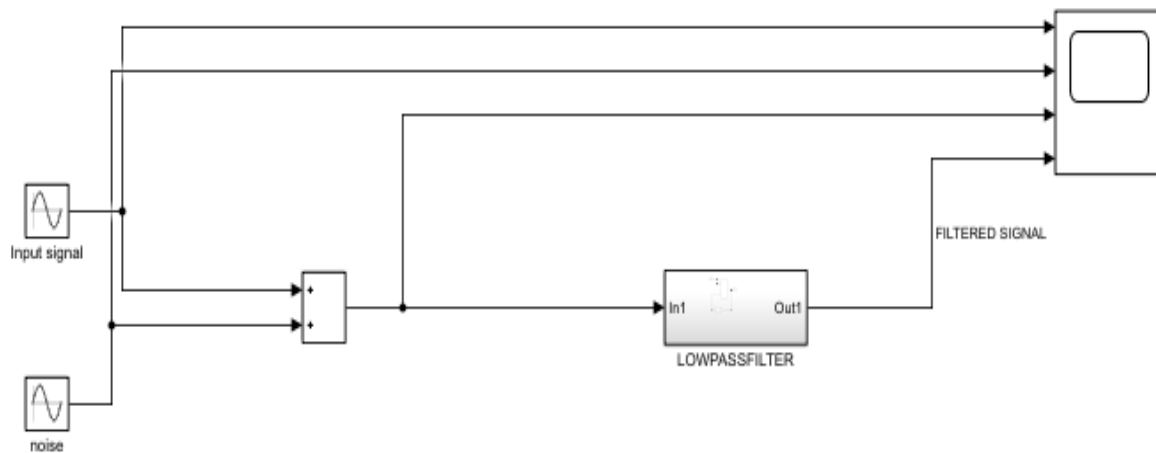 Input signal
FILTERED SIGNAL
+
+
In1
Out1
LOWPASSFILTER
noise